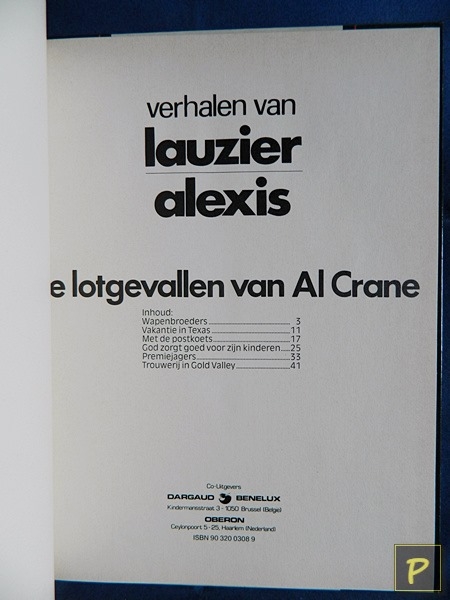 verhalen van
lauzier
alexis
e lotgevallen van Al Crane
Inhoud:
Wapenbroeders 3
Vakantie in Texas 11
Met de postkoets 17
God zorgt goed voor zijn kinderen 25
Premiejagers 33
Trouwerij in Gold Valley 41
Co-Uitgevers
DARGAUD BENELUX
Kindermansstraat 3 - 1050 Brussel (België)
OBERON
Ceylonpoort 5-25, Haarlem (Nederland)
ISBN 90 320 0308 9
P